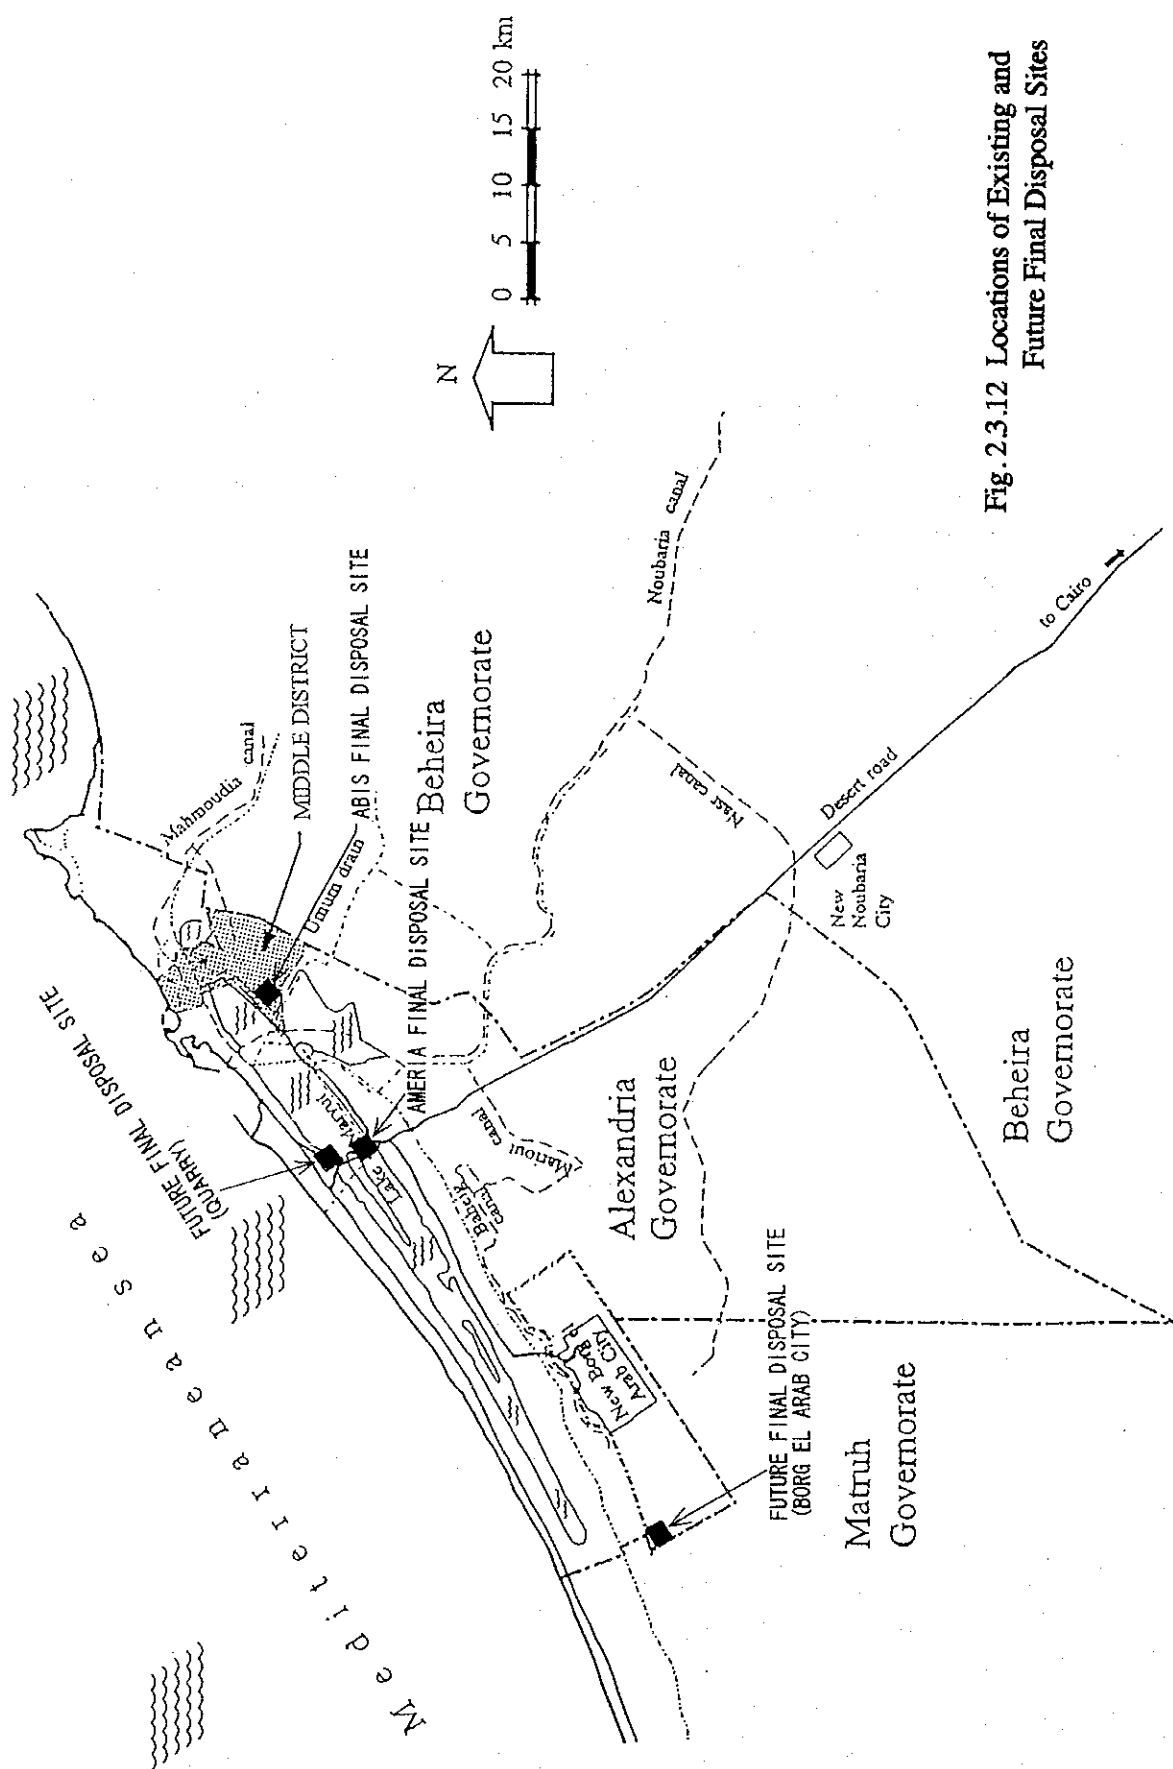 Mediterranean sea
FUTURE FINAL DISPOSAL SITE
(QUARRY)
Mahmoudia canal
MIDDLE DISTRICT
ABIS FINAL DISPOSAL SITE
Umum drain
AMERIA FINAL DISPOSAL SITE
Beheira
Governorate
Lake Maryut
Mariout canal
Noubaria canal
Nasr canal
Desert road
to Cairo
New
Noubaria
City
Alexandria
Governorate
New Borg el
Arab City
FUTURE FINAL DISPOSAL SITE
(BORG EL ARAB CITY)
Matruh
Governorate
Beheira
Governorate
N
0 5 10 15 20 km
Fig. 2.3.12 Locations of Existing and
Future Final Disposal Sites